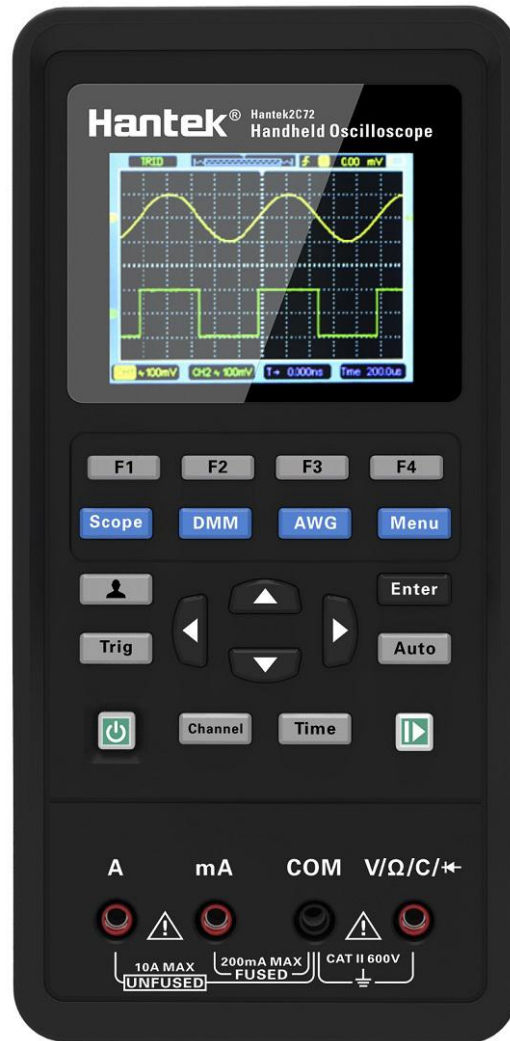 Hantek® Hantek2C72
Handheld Oscilloscope
TRID 0.00 mV
CH1 100mV CH2 100mV T→ 0.000ns Time 200.0us
F1 F2 F3 F4
Scope DMM AWG Menu
Enter
Trig Auto
Channel Time
A mA COM V/Ω/C/
10A MAX 200mA MAX CAT II 600V
UNFUSED FUSED